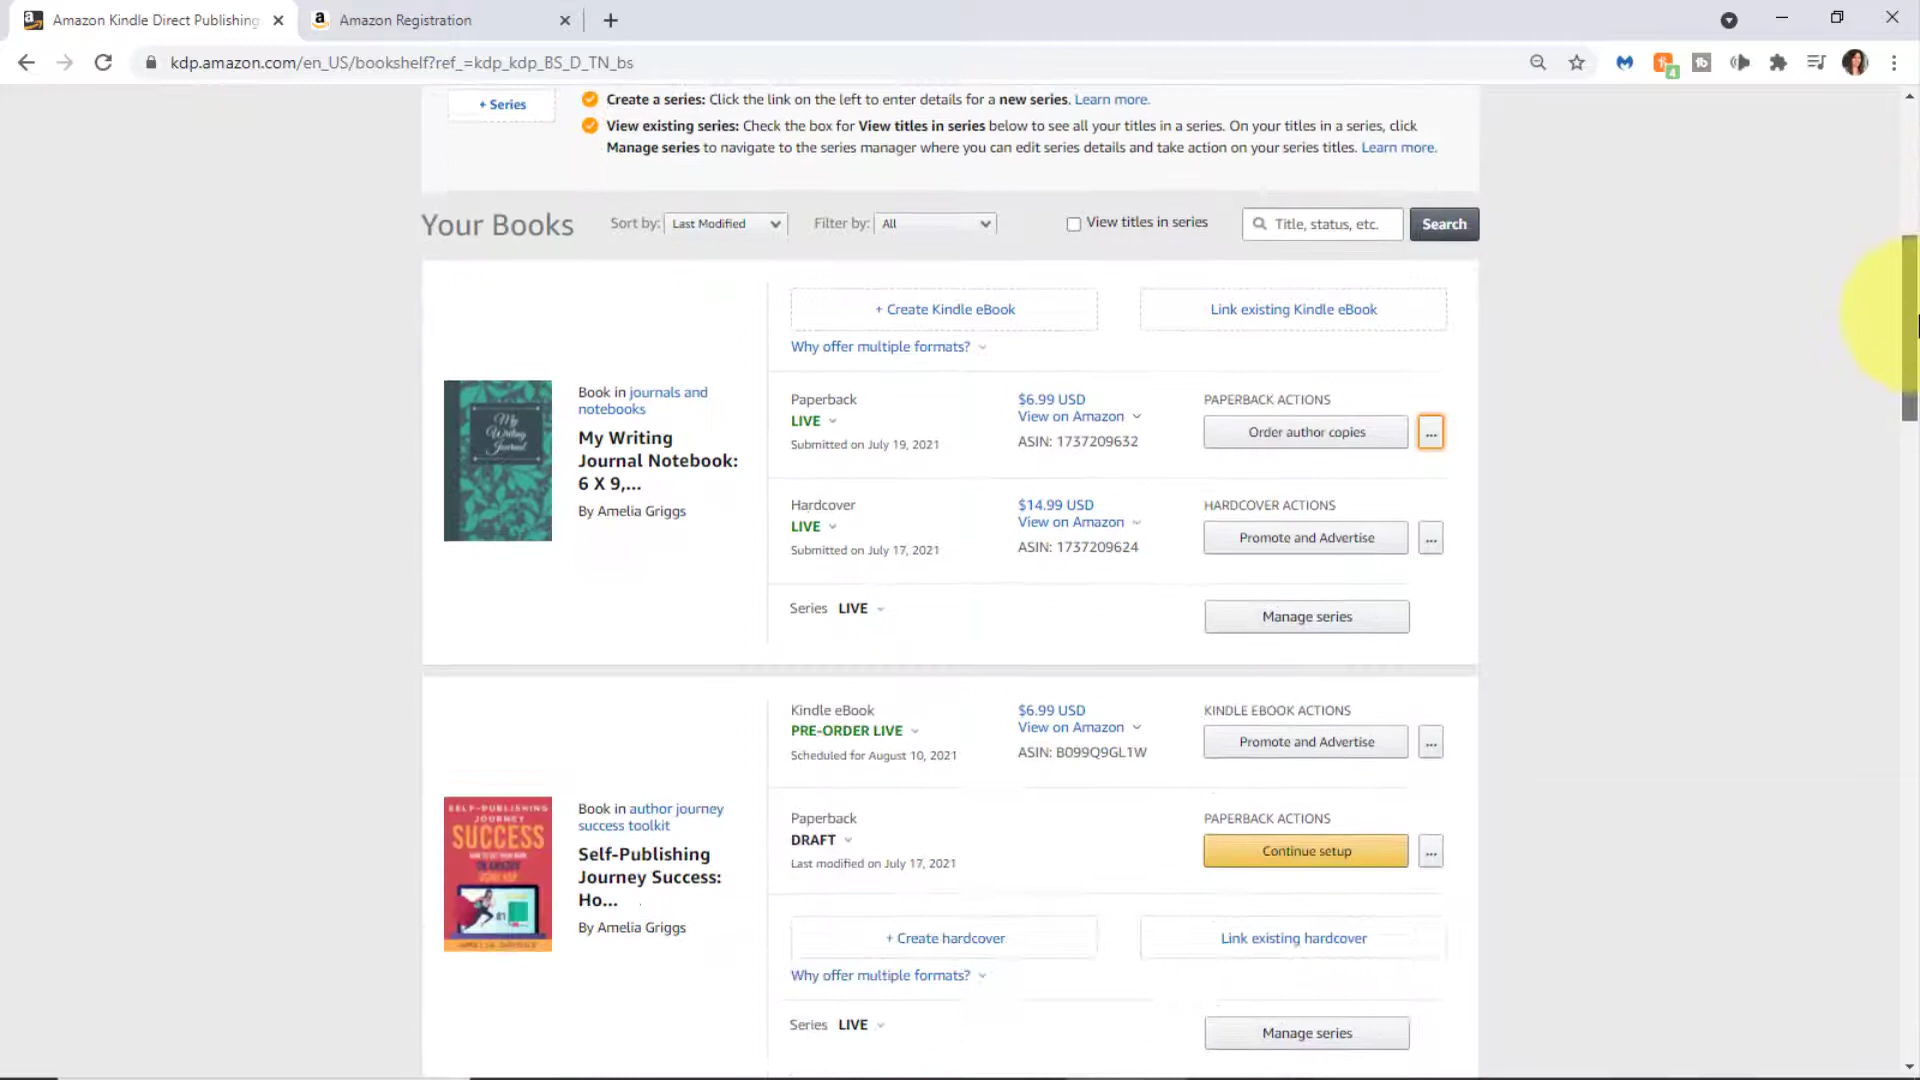 Amazon Kindle Direct Publishing
Amazon Registration
kdp.amazon.com/en_US/bookshelf?ref_=kdp_kdp_BS_D_TN_bs
+ Series
Create a series: Click the link on the left to enter details for a new series. Learn more.
View existing series: Check the box for View titles in series below to see all your titles in a series. On your titles in a series, click
Manage series to navigate to the series manager where you can edit series details and take action on your series titles. Learn more.
Your Books
Sort by: Last Modified
Filter by: All
View titles in series
Title, status, etc.
Search
+ Create Kindle eBook
Link existing Kindle eBook
Why offer multiple formats?
My Writing Journal
Book in journals and
notebooks
My Writing
Journal Notebook:
6 X 9,...
By Amelia Griggs
Paperback
LIVE
Submitted on July 19, 2021
$6.99 USD
View on Amazon
ASIN: 1737209632
PAPERBACK ACTIONS
Order author copies
...
Hardcover
LIVE
Submitted on July 17, 2021
$14.99 USD
View on Amazon
ASIN: 1737209624
HARDCOVER ACTIONS
Promote and Advertise
...
Series LIVE
Manage series
Kindle eBook
PRE-ORDER LIVE
Scheduled for August 10, 2021
$6.99 USD
View on Amazon
ASIN: B099Q9GL1W
KINDLE EBOOK ACTIONS
Promote and Advertise
...
SELF-PUBLISHING
JOURNEY
SUCCESS
#1
AMELIA GRIGGS
Book in author journey
success toolkit
Self-Publishing
Journey Success:
Ho...
By Amelia Griggs
Paperback
DRAFT
Last modified on July 17, 2021
PAPERBACK ACTIONS
Continue setup
...
+ Create hardcover
Link existing hardcover
Why offer multiple formats?
Series LIVE
Manage series